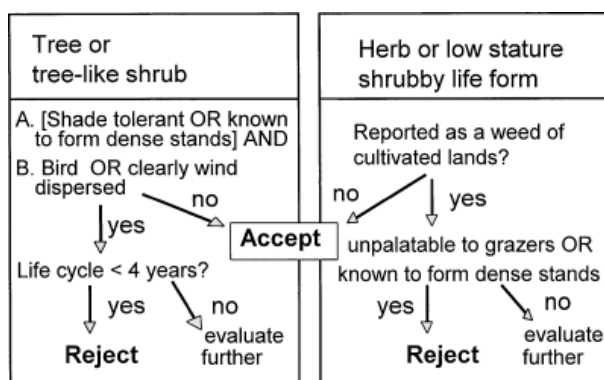 Tree or
tree-like shrub
A. [Shade tolerant OR known
to form dense stands] AND
B. Bird OR clearly wind
dispersed
no
yes
Life cycle < 4 years?
yes
no
Reject
evaluate
further
Accept
Herb or low stature
shrubby life form
Reported as a weed of
cultivated lands?
no
yes
unpalatable to grazers OR
known to form dense stands
yes
no
Reject
evaluate
further